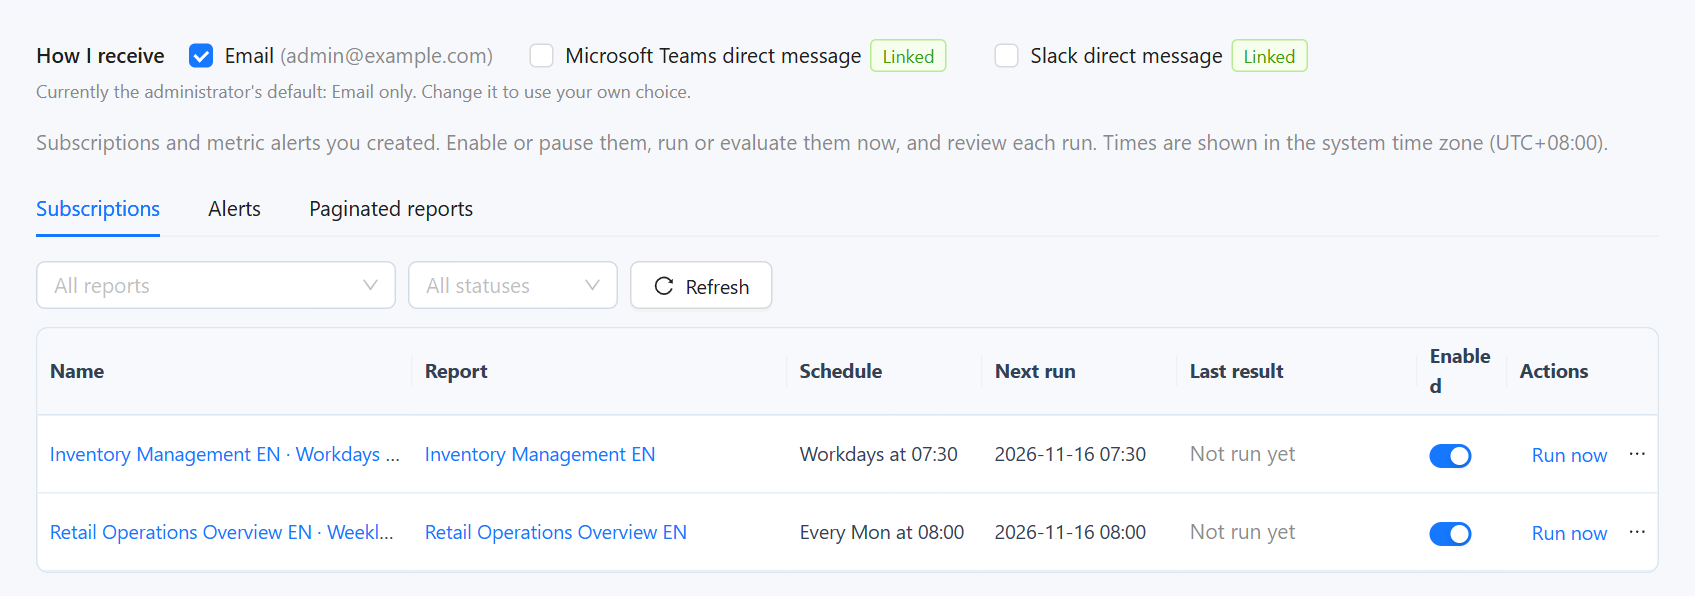 How I receive Email (admin@example.com) Microsoft Teams direct message Linked Slack direct message Linked
Currently the administrator's default: Email only. Change it to use your own choice.
Subscriptions and metric alerts you created. Enable or pause them, run or evaluate them now, and review each run. Times are shown in the system time zone (UTC+08:00).
Subscriptions Alerts Paginated reports
All reports All statuses Refresh
Name Report Schedule Next run Last result Enable
d Actions
Inventory Management EN · Workdays ... Inventory Management EN Workdays at 07:30 2026-11-16 07:30 Not run yet Run now ···
Retail Operations Overview EN · Weekl... Retail Operations Overview EN Every Mon at 08:00 2026-11-16 08:00 Not run yet Run now ···